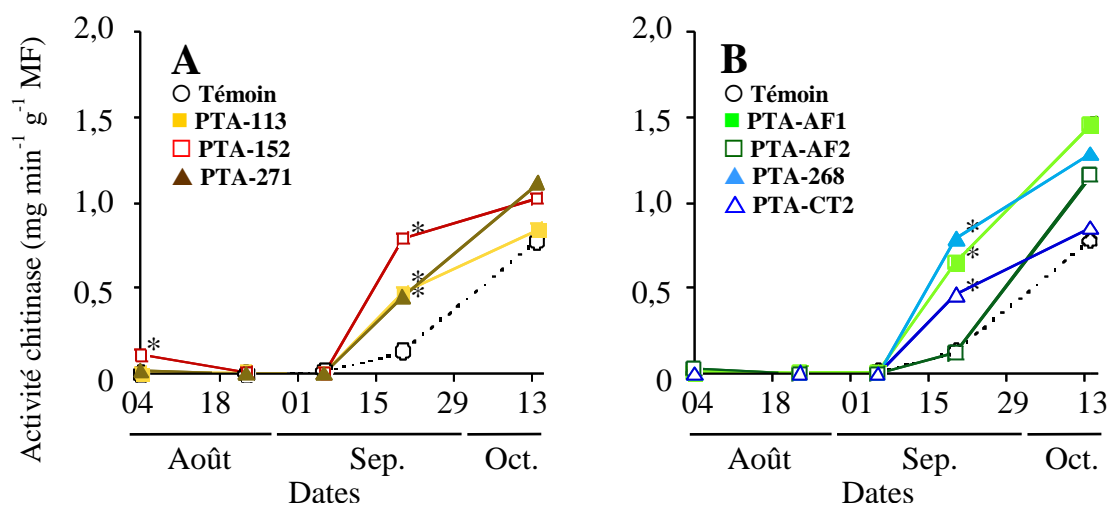 Activité chitinase (mg min⁻¹ g⁻¹ MF)
2,0
1,5
1,0
0,5
0
A
Témoin
PTA-113
PTA-152
PTA-271
*
*
*
*
04 18 01 15 29 13
Août Sep. Oct.
Dates
2,0
1,5
1,0
0,5
0
B
Témoin
PTA-AF1
PTA-AF2
PTA-268
PTA-CT2
*
*
*
04 18 01 15 29 13
Août Sep. Oct.
Dates